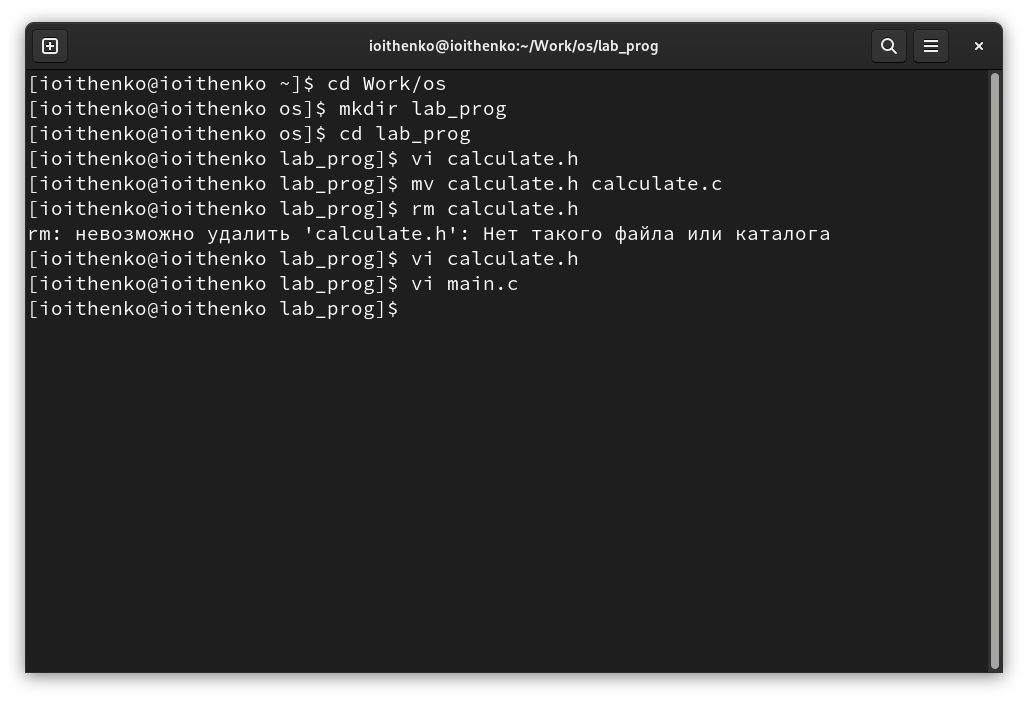 ioithenko@ioithenko:~/Work/os/lab_prog
[ioithenko@ioithenko ~]$ cd Work/os
[ioithenko@ioithenko os]$ mkdir lab_prog
[ioithenko@ioithenko os]$ cd lab_prog
[ioithenko@ioithenko lab_prog]$ vi calculate.h
[ioithenko@ioithenko lab_prog]$ mv calculate.h calculate.c
[ioithenko@ioithenko lab_prog]$ rm calculate.h
rm: невозможно удалить 'calculate.h': Нет такого файла или каталога
[ioithenko@ioithenko lab_prog]$ vi calculate.h
[ioithenko@ioithenko lab_prog]$ vi main.c
[ioithenko@ioithenko lab_prog]$